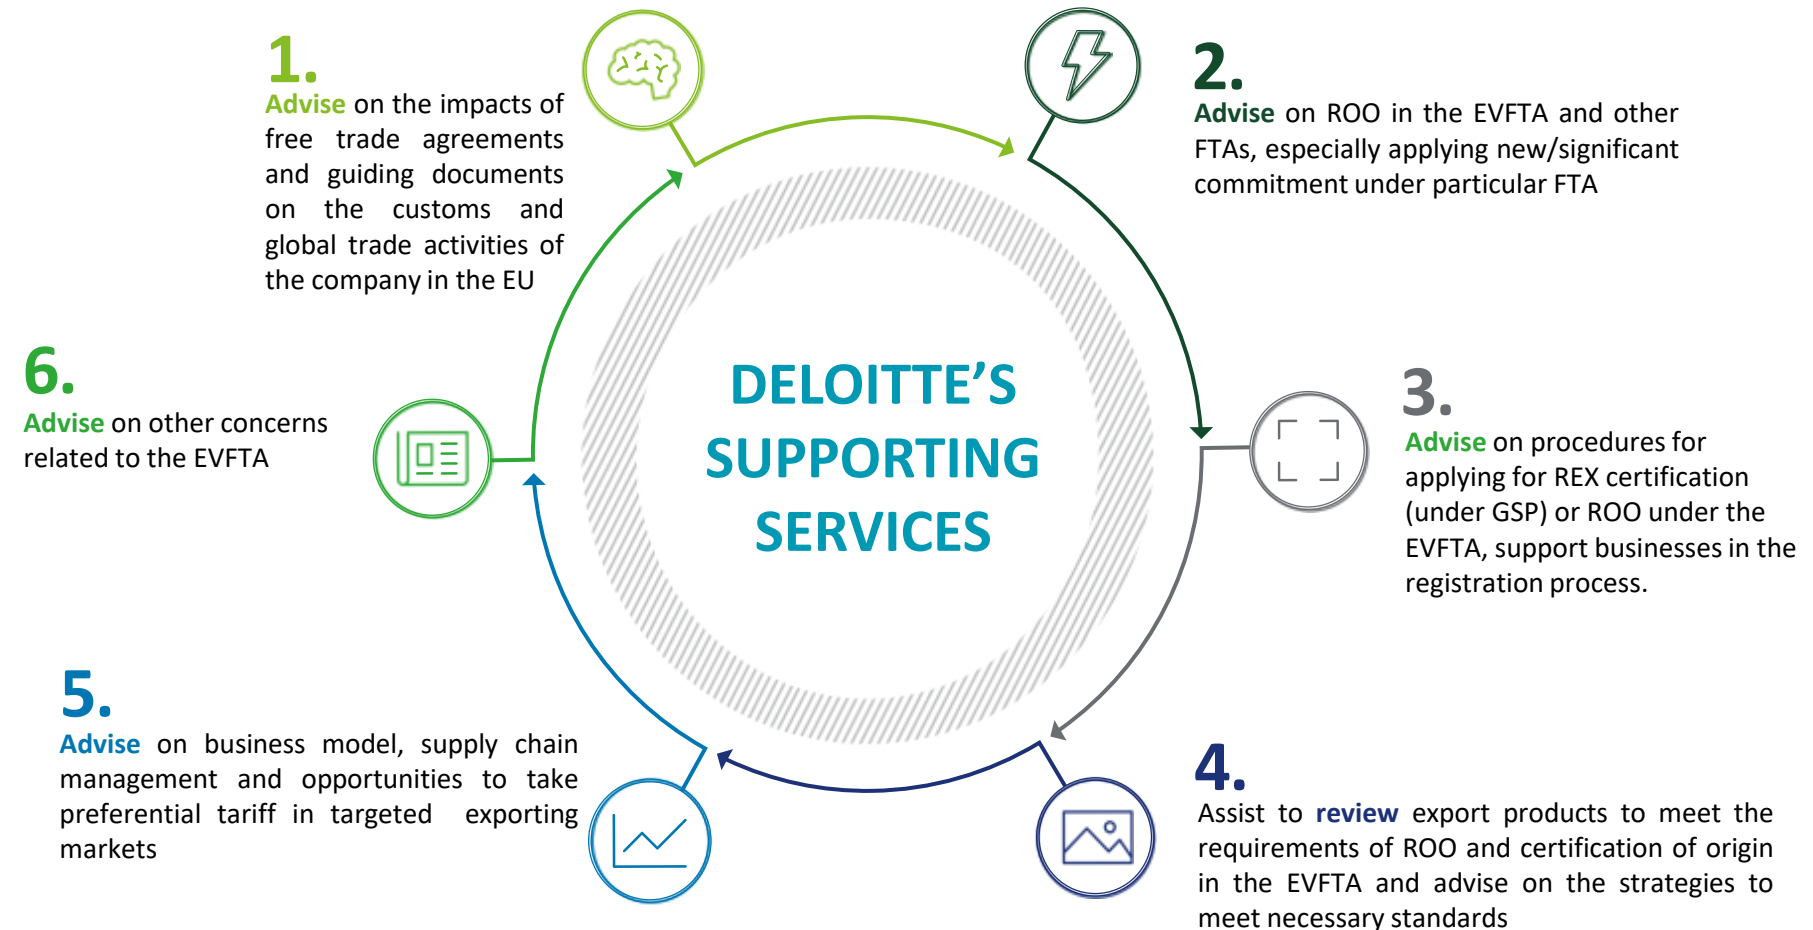 1.
Advise on the impacts of
free trade agreements
and guiding documents
on the customs and
global trade activities of
the company in the EU
2.
Advise on ROO in the EVFTA and other
FTAs, especially applying new/significant
commitment under particular FTA
3.
Advise on procedures for
applying for REX certification
(under GSP) or ROO under the
EVFTA, support businesses in the
registration process.
4.
Assist to review export products to meet the
requirements of ROO and certification of origin
in the EVFTA and advise on the strategies to
meet necessary standards
5.
Advise on business model, supply chain
management and opportunities to take
preferential tariff in targeted exporting
markets
6.
Advise on other concerns
related to the EVFTA
DELOITTE’S
SUPPORTING
SERVICES